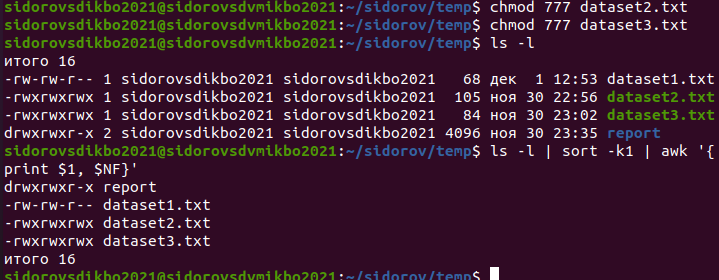 sidorovsdikbo2021@sidorovsdvmikbo2021:~/sidorov/temp$ chmod 777 dataset2.txt
sidorovsdikbo2021@sidorovsdvmikbo2021:~/sidorov/temp$ chmod 777 dataset3.txt
sidorovsdikbo2021@sidorovsdvmikbo2021:~/sidorov/temp$ ls -l
итого 16
-rw-rw-r-- 1 sidorovsdikbo2021 sidorovsdikbo2021   68 дек  1 12:53 dataset1.txt
-rwxrwxrwx 1 sidorovsdikbo2021 sidorovsdikbo2021  105 ноя 30 22:56 dataset2.txt
-rwxrwxrwx 1 sidorovsdikbo2021 sidorovsdikbo2021   84 ноя 30 23:02 dataset3.txt
drwxrwxr-x 2 sidorovsdikbo2021 sidorovsdikbo2021 4096 ноя 30 23:35 report
sidorovsdikbo2021@sidorovsdvmikbo2021:~/sidorov/temp$ ls -l | sort -k1 | awk '{
print $1, $NF}'
drwxrwxr-x report
-rw-rw-r-- dataset1.txt
-rwxrwxrwx dataset2.txt
-rwxrwxrwx dataset3.txt
итого 16
sidorovsdikbo2021@sidorovsdvmikbo2021:~/sidorov/temp$